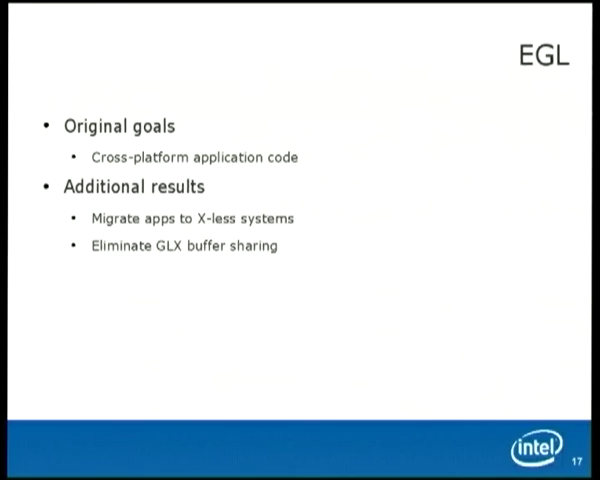 EGL
• Original goals
• Cross-platform application code
• Additional results
• Migrate apps to X-less systems
• Eliminate GLX buffer sharing
intel
17